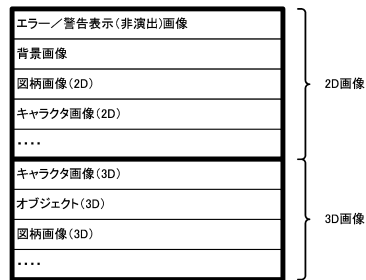 エラー／警告表示(非演出)画像
背景画像
図柄画像(2D)
キャラクタ画像(2D)
‥‥
2D画像
キャラクタ画像(3D)
オブジェクト(3D)
図柄画像(3D)
‥‥
3D画像